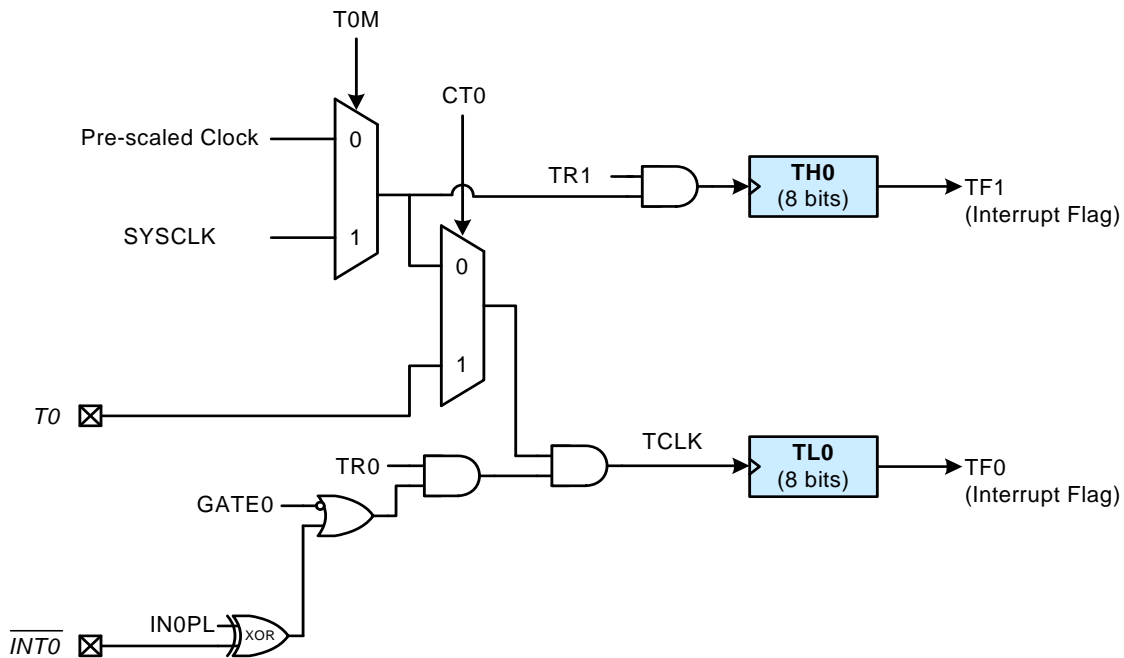 T0M
CT0
Pre-scaled Clock
0
TR1
TH0
(8 bits)
TF1
(Interrupt Flag)
SYSCLK
1
0
1
T0
TCLK
TL0
(8 bits)
TF0
(Interrupt Flag)
TR0
GATE0
IN0PL
XOR
INT0